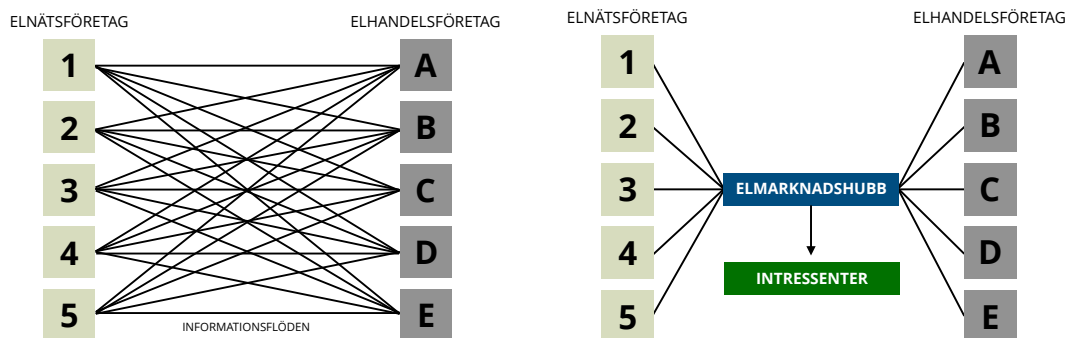 ELNÄTSFÖRETAG
ELHANDELSFÖRETAG
1
A
2
B
3
C
4
D
5
E
INFORMATIONSFLÖDEN
ELNÄTSFÖRETAG
ELHANDELSFÖRETAG
1
A
2
B
3
ELMARKNADSHUBB
C
4
D
INTRESSENTER
5
E